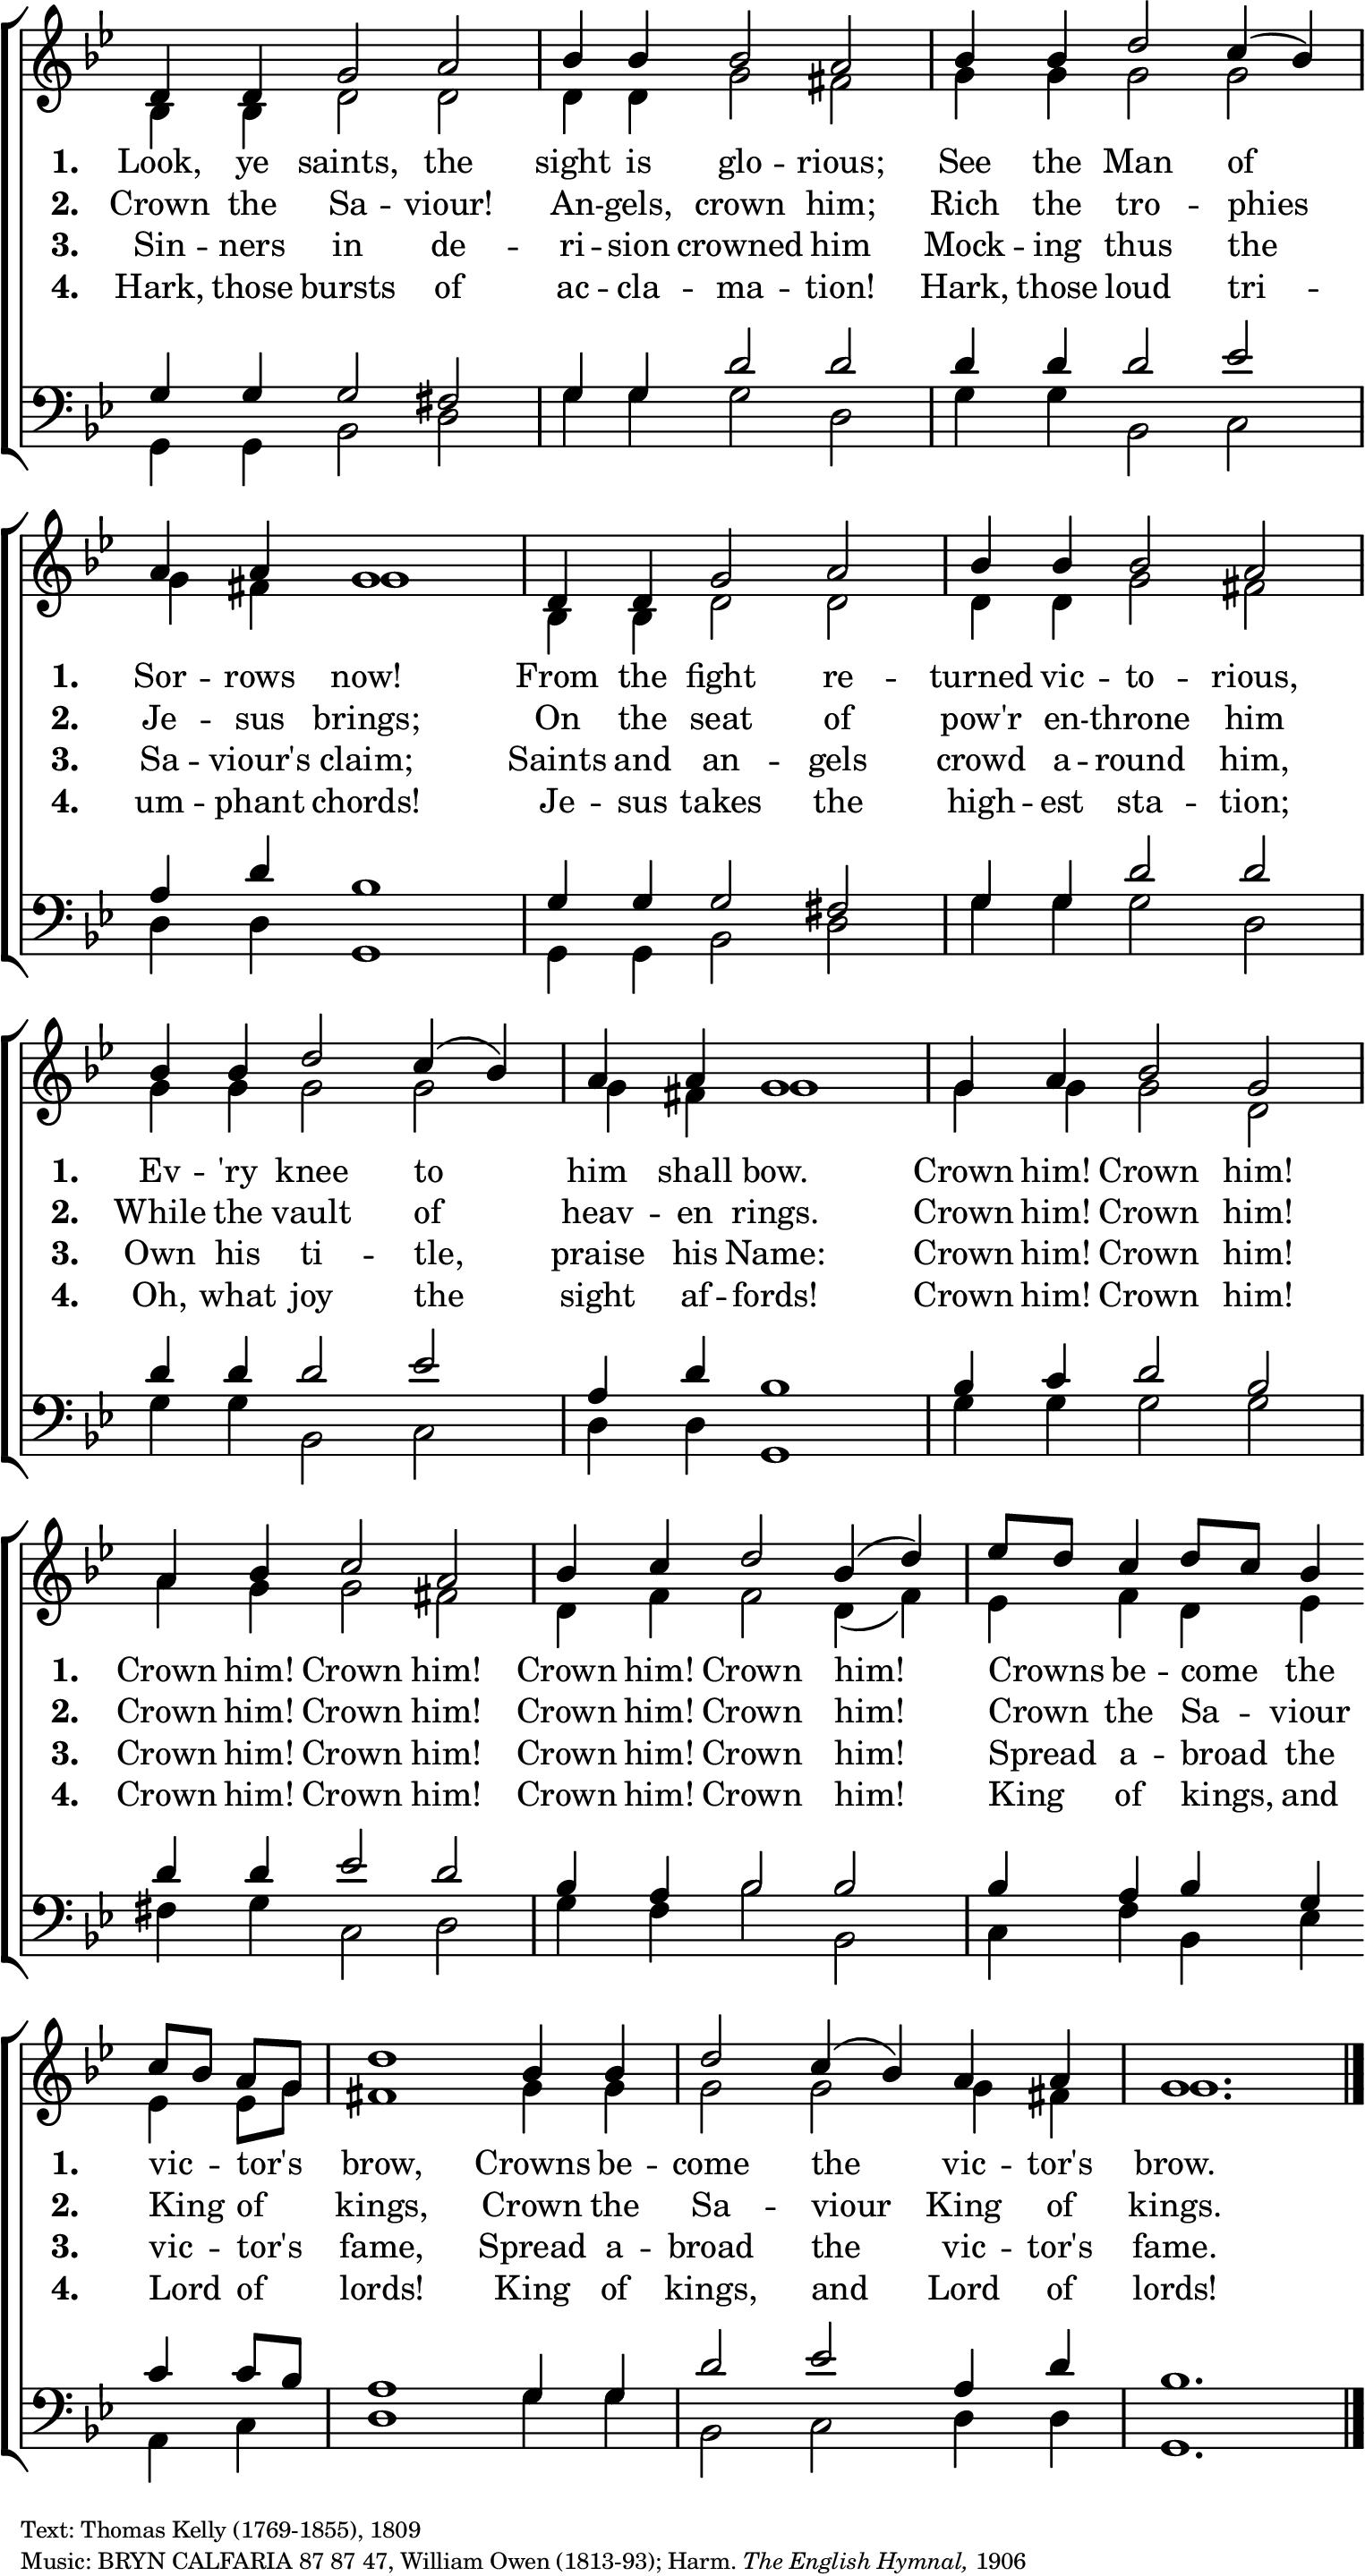 1. Look, ye saints, the sight is glo -- rious; See the Man of
2. Crown the Sa -- viour! An -- gels, crown him; Rich the tro -- phies
3. Sin -- ners in de -- ri -- sion crowned him Mock -- ing thus the
4. Hark, those bursts of ac -- cla -- ma -- tion! Hark, those loud tri --
1. Sor -- rows now! From the fight re -- turned vic -- to -- rious,
2. Je -- sus brings; On the seat of pow'r en -- throne him
3. Sa -- viour's claim; Saints and an -- gels crowd a -- round him,
4. um -- phant chords! Je -- sus takes the high -- est sta -- tion;
1. Ev -- 'ry knee to him shall bow. Crown him! Crown him!
2. While the vault of heav -- en rings. Crown him! Crown him!
3. Own his ti -- tle, praise his Name: Crown him! Crown him!
4. Oh, what joy the sight af -- fords! Crown him! Crown him!
1. Crown him! Crown him! Crown him! Crown him! Crowns be -- come the
2. Crown him! Crown him! Crown him! Crown him! Crown the Sa -- viour
3. Crown him! Crown him! Crown him! Crown him! Spread a -- broad the
4. Crown him! Crown him! Crown him! Crown him! King of kings, and
1. vic -- tor's brow, Crowns be -- come the vic -- tor's brow.
2. King of kings, Crown the Sa -- viour King of kings.
3. vic -- tor's fame, Spread a -- broad the vic -- tor's fame.
4. Lord of lords! King of kings, and Lord of lords!
Text: Thomas Kelly (1769-1855), 1809
Music: BRYN CALFARIA 87 87 47, William Owen (1813-93); Harm. The English Hymnal, 1906